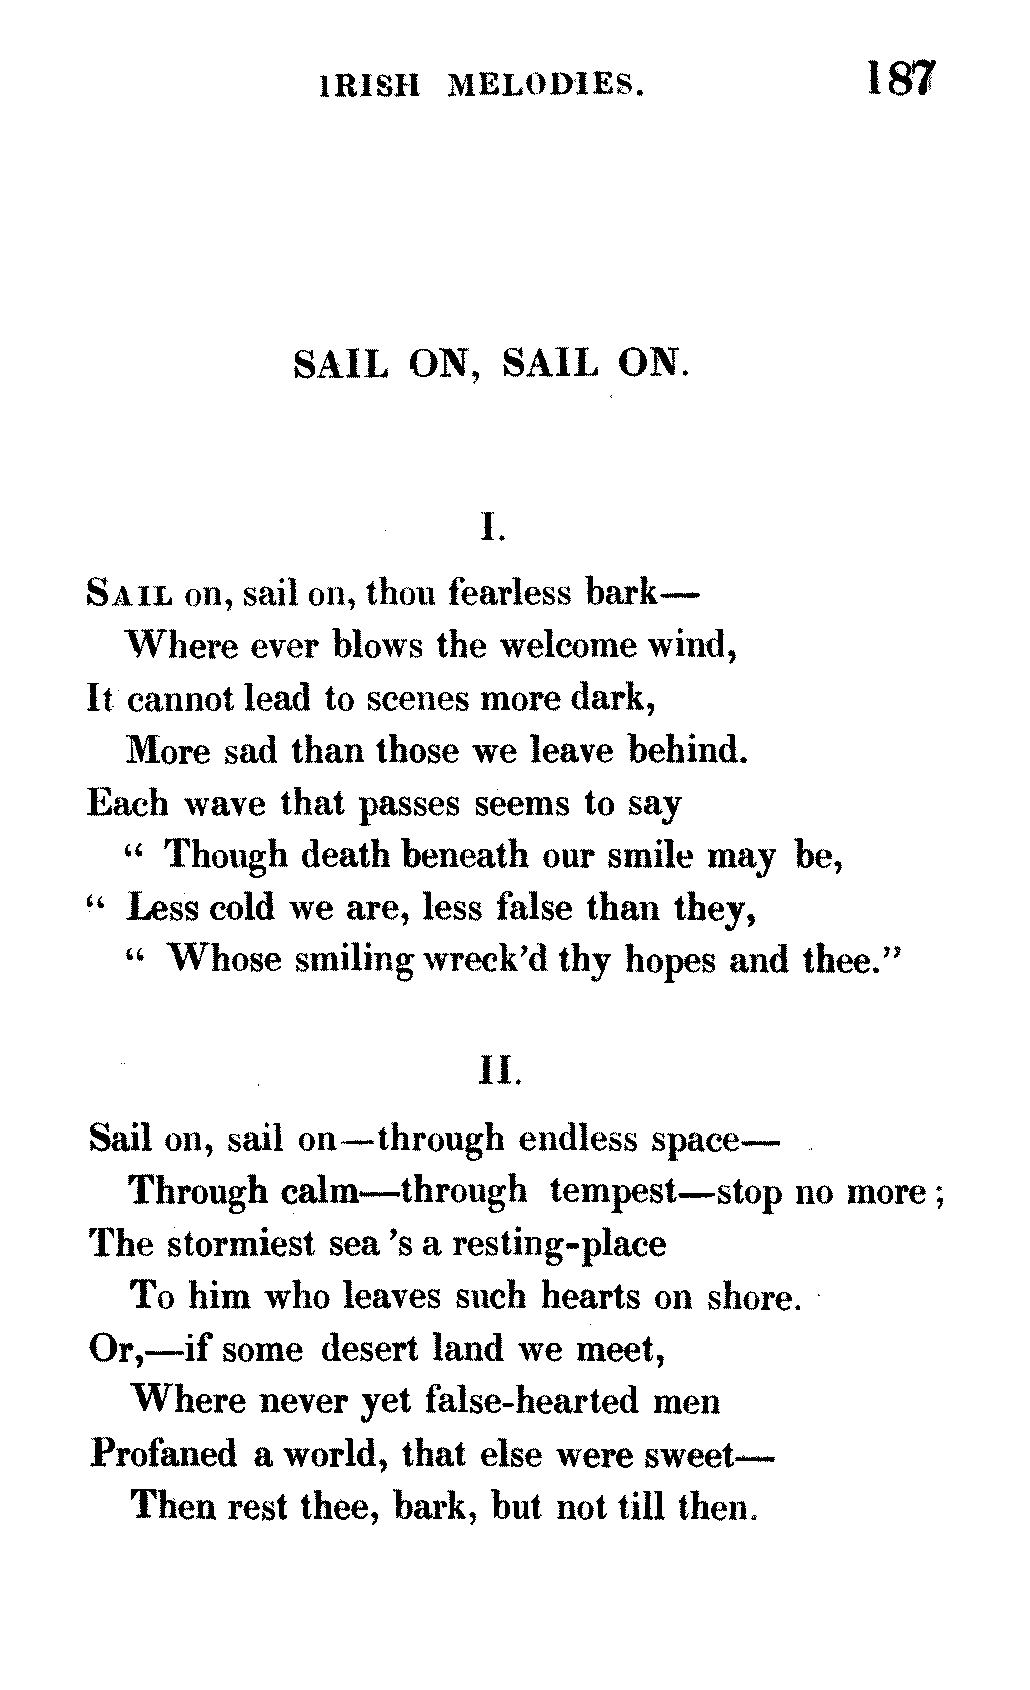 IRISH MELODIES. 187
SAIL ON, SAIL ON.
I.
SAIL on, sail on, thou fearless bark—
Where ever blows the welcome wind,
It cannot lead to scenes more dark,
More sad than those we leave behind.
Each wave that passes seems to say
“ Though death beneath our smile may be,
“ Less cold we are, less false than they,
“ Whose smiling wreck’d thy hopes and thee.”
II.
Sail on, sail on—through endless space—
Through calm—through tempest—stop no more ;
The stormiest sea ’s a resting-place
To him who leaves such hearts on shore.
Or,—if some desert land we meet,
Where never yet false-hearted men
Profaned a world, that else were sweet—
Then rest thee, bark, but not till then.